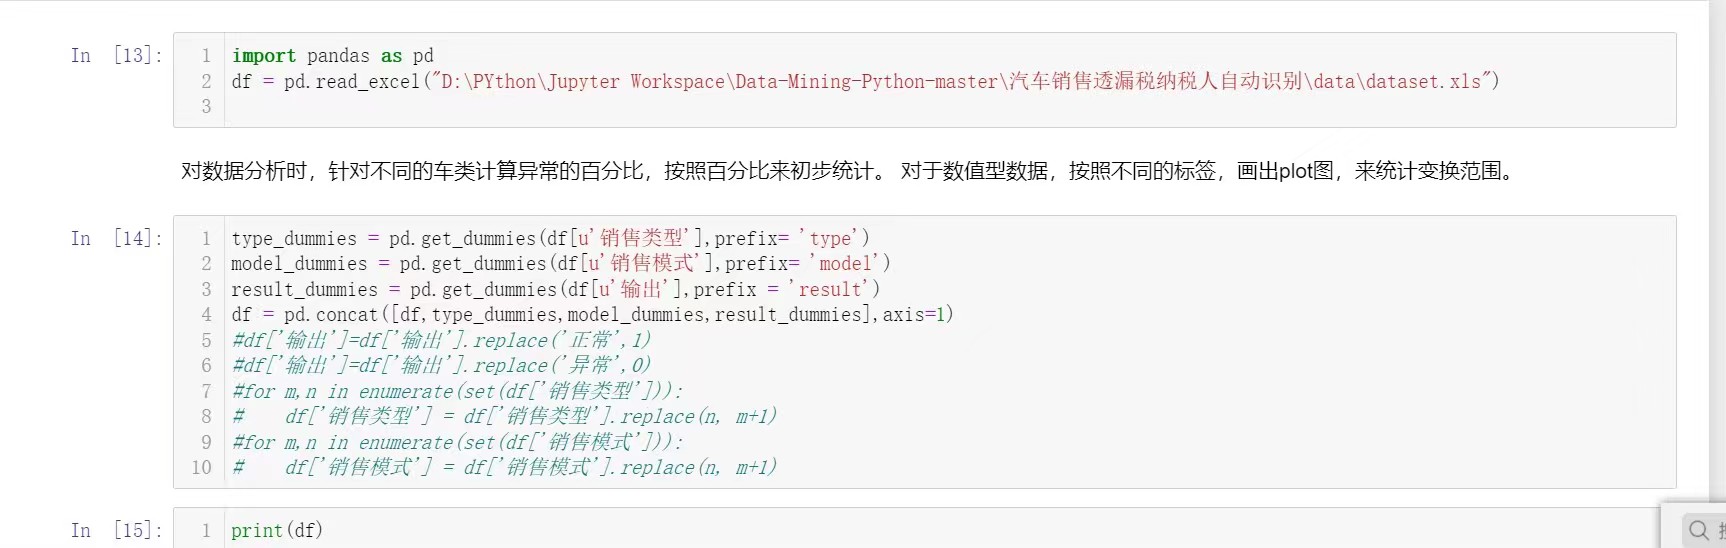 In [13]:
1 import pandas as pd
2 df = pd.read_excel("D:\PYthon\Jupyter Workspace\Data-Mining-Python-master\汽车销售透漏税纳税人自动识别\data\dataset.xls")
3
对数据分析时，针对不同的车类计算异常的百分比，按照百分比来初步统计。 对于数值型数据，按照不同的标签，画出plot图，来统计变换范围。
In [14]:
1 type_dummies = pd.get_dummies(df[u'销售类型'],prefix= 'type')
2 model_dummies = pd.get_dummies(df[u'销售模式'],prefix= 'model')
3 result_dummies = pd.get_dummies(df[u'输出'],prefix = 'result')
4 df = pd.concat([df,type_dummies,model_dummies,result_dummies],axis=1)
5 #df['输出']=df['输出'].replace('正常',1)
6 #df['输出']=df['输出'].replace('异常',0)
7 #for m,n in enumerate(set(df['销售类型'])):
8 #    df['销售类型'] = df['销售类型'].replace(n, m+1)
9 #for m,n in enumerate(set(df['销售模式'])):
10 #    df['销售模式'] = df['销售模式'].replace(n, m+1)
In [15]:
1 print(df)